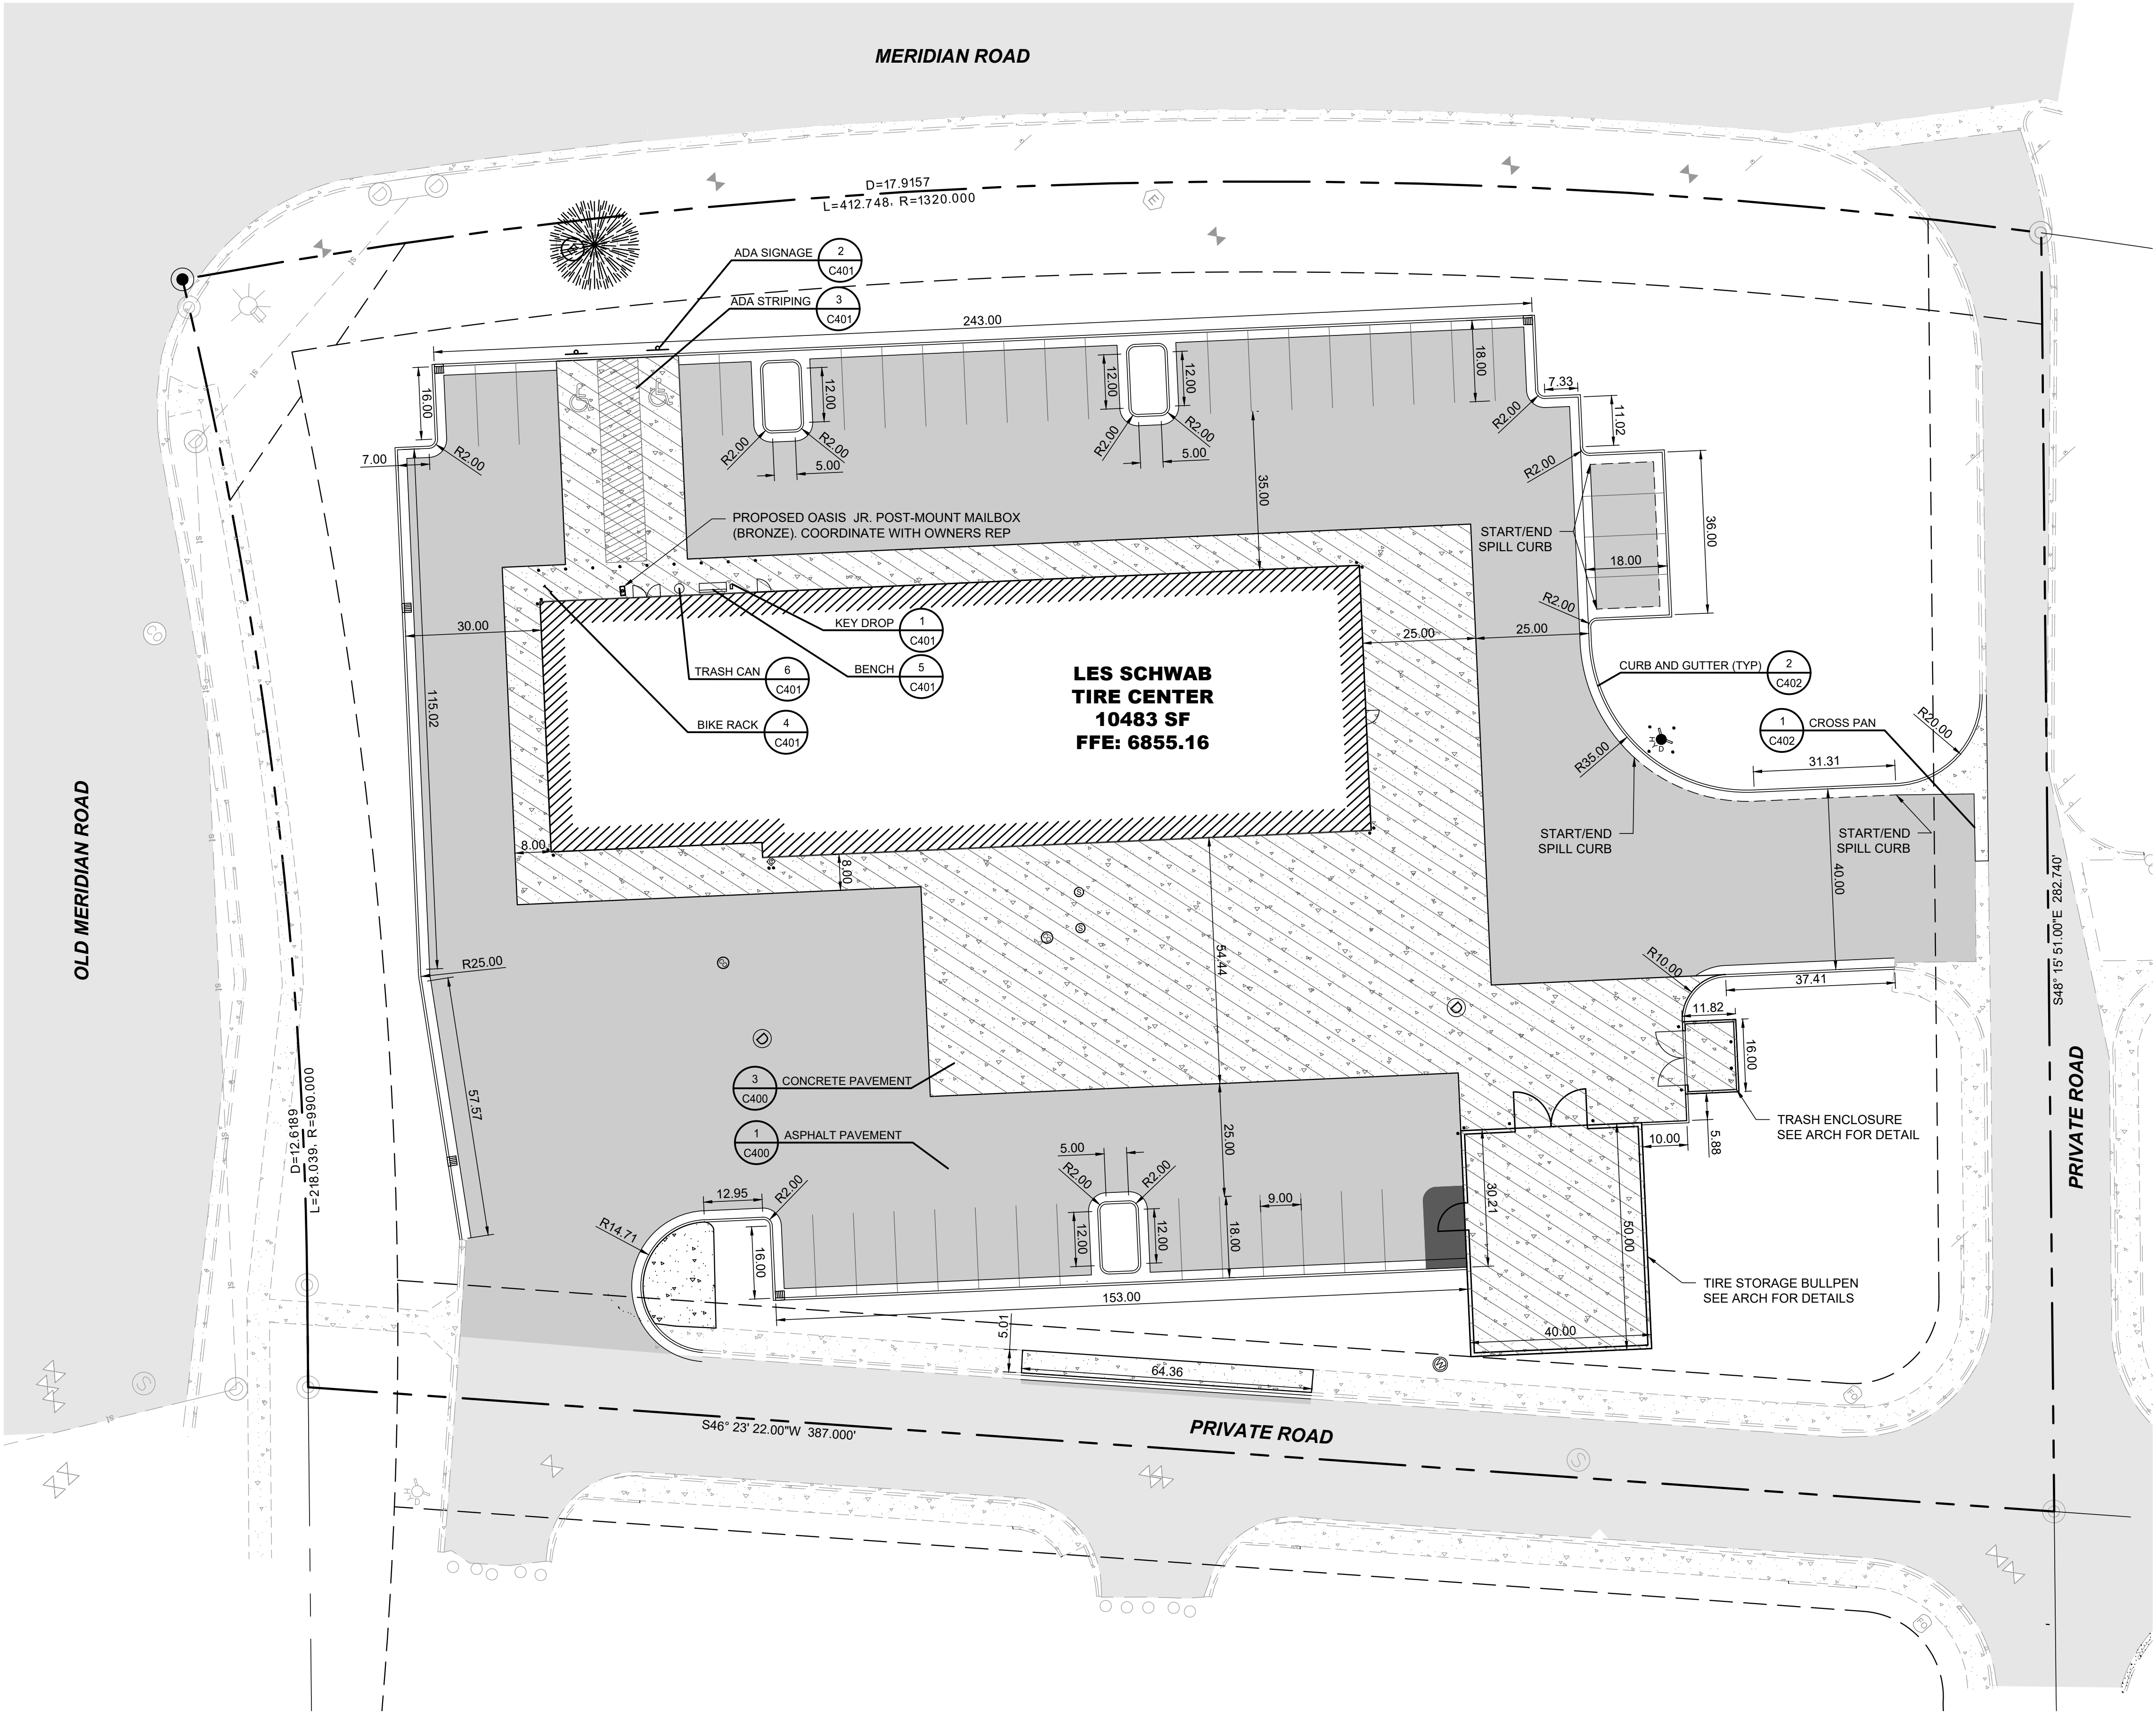 MERIDIAN ROAD
D=17.9157
L=412.748, R=1320.000
E
D
D
ADA SIGNAGE
2
C401
ADA STRIPING
3
C401
243.00
16.00
7.00
R2.00
12.00
R2.00
R2.00
5.00
12.00
12.00
R2.00
R2.00
5.00
18.00
7.33
R2.00
11.02
R2.00
35.00
36.00
18.00
START/END
SPILL CURB
R2.00
PROPOSED OASIS JR. POST-MOUNT MAILBOX
(BRONZE). COORDINATE WITH OWNERS REP
30.00
25.00
25.00
KEY DROP
1
C401
BENCH
5
C401
TRASH CAN
6
C401
BIKE RACK
4
C401
LES SCHWAB
TIRE CENTER
10483 SF
FFE: 6855.16
CURB AND GUTTER (TYP)
2
C402
1
C402
CROSS PAN
R20.00
R35.00
HYD
31.31
START/END
SPILL CURB
START/END
SPILL CURB
40.00
115.02
8.00
8.00
OLD MERIDIAN ROAD
S48° 15' 51.00"E 282.740'
PRIVATE ROAD
R25.00
54.44
S
S
D
D
R10.00
37.41
11.82
16.00
3
C400
CONCRETE PAVEMENT
1
C400
ASPHALT PAVEMENT
57.57
D=12.6189
L=218.039, R=990.000
25.00
5.00
R2.00
R2.00
12.00
12.00
18.00
9.00
12.95
R2.00
R14.71
16.00
30.21
50.00
10.00
5.88
TRASH ENCLOSURE
SEE ARCH FOR DETAIL
TIRE STORAGE BULLPEN
SEE ARCH FOR DETAILS
153.00
40.00
5.01
64.36
W
S46° 23' 22.00"W 387.000'
PRIVATE ROAD
S
S
HYD